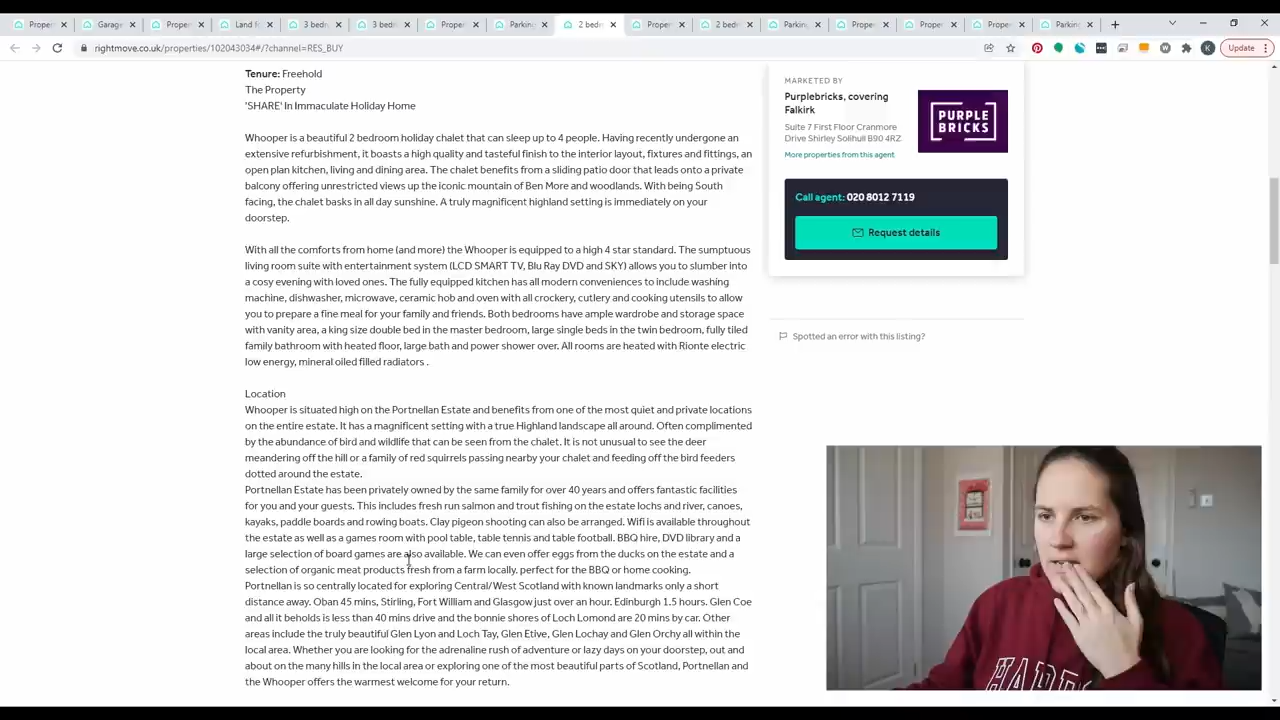 Proper
Garage
Proper
Land fo
3 bedr
3 bedr
Proper
Parking
2 bedr
Proper
2 bedr
Parking
Proper
Proper
Proper
Parking
rightmove.co.uk/properties/102043034#/?channel=RES_BUY
K
Update
Tenure: Freehold
The Property
'SHARE' In Immaculate Holiday Home
Whooper is a beautiful 2 bedroom holiday chalet that can sleep up to 4 people. Having recently undergone an
extensive refurbishment, it boasts a high quality and tasteful finish to the interior layout, fixtures and fittings, an
open plan kitchen, living and dining area. The chalet benefits from a sliding patio door that leads onto a private
balcony offering unrestricted views up the iconic mountain of Ben More and woodlands. With being South
facing, the chalet basks in all day sunshine. A truly magnificent highland setting is immediately on your
doorstep.
With all the comforts from home (and more) the Whooper is equipped to a high 4 star standard. The sumptuous
living room suite with entertainment system (LCD SMART TV, Blu Ray DVD and SKY) allows you to slumber into
a cosy evening with loved ones. The fully equipped kitchen has all modern conveniences to include washing
machine, dishwasher, microwave, ceramic hob and oven with all crockery, cutlery and cooking utensils to allow
you to prepare a fine meal for your family and friends. Both bedrooms have ample wardrobe and storage space
with vanity area, a king size double bed in the master bedroom, large single beds in the twin bedroom, fully tiled
family bathroom with heated floor, large bath and power shower over. All rooms are heated with Rionte electric
low energy, mineral oiled filled radiators .
Location
Whooper is situated high on the Portnellan Estate and benefits from one of the most quiet and private locations
on the entire estate. It has a magnificent setting with a true Highland landscape all around. Often complimented
by the abundance of bird and wildlife that can be seen from the chalet. It is not unusual to see the deer
meandering off the hill or a family of red squirrels passing nearby your chalet and feeding off the bird feeders
dotted around the estate.
Portnellan Estate has been privately owned by the same family for over 40 years and offers fantastic facilities
for you and your guests. This includes fresh run salmon and trout fishing on the estate lochs and river, canoes,
kayaks, paddle boards and rowing boats. Clay pigeon shooting can also be arranged. Wifi is available throughout
the estate as well as a games room with pool table, table tennis and table football. BBQ hire, DVD library and a
large selection of board games are also available. We can even offer eggs from the ducks on the estate and a
selection of organic meat products fresh from a farm locally. perfect for the BBQ or home cooking.
Portnellan is so centrally located for exploring Central/West Scotland with known landmarks only a short
distance away. Oban 45 mins, Stirling, Fort William and Glasgow just over an hour. Edinburgh 1.5 hours. Glen Coe
and all it beholds is less than 40 mins drive and the bonnie shores of Loch Lomond are 20 mins by car. Other
areas include the truly beautiful Glen Lyon and Loch Tay, Glen Etive, Glen Lochay and Glen Orchy all within the
local area. Whether you are looking for the adrenaline rush of adventure or lazy days on your doorstep, out and
about on the many hills in the local area or exploring one of the most beautiful parts of Scotland, Portnellan and
the Whooper offers the warmest welcome for your return.
MARKETED BY
Purplebricks, covering
Falkirk
Suite 7 First Floor Cranmore
Drive Shirley Solihull B90 4RZ
More properties from this agent
PURPLE
BRICKS
Call agent: 020 8012 7119
Request details
Spotted an error with this listing?